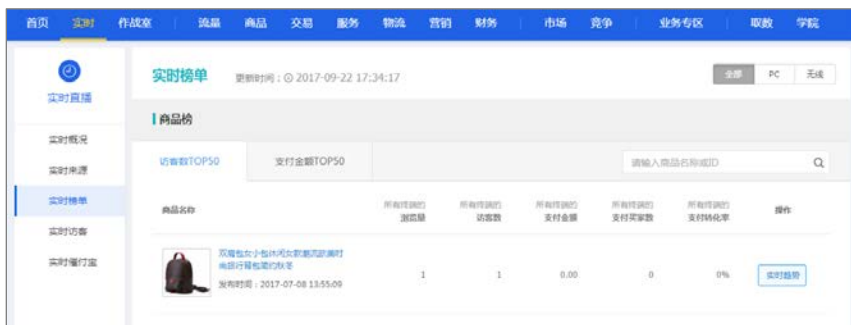 首页 实时 作战室 流量 商品 交易 服务 物流 营销 财务 市场 竞争 业务专区 取数 学院
实时直播
实时概况
实时来源
实时榜单
实时访客
实时催付宝
实时榜单 更新时间: 2017-09-22 17:34:17 全部 PC 无线
商品榜
访客数TOP50 支付金额TOP50 请输入商品名称或ID
商品名称 所有终端的浏览量 所有终端的访客数 所有终端的支付金额 所有终端的支付买家数 所有终端的支付转化率 操作
双肩包女小包休闲女款潮流欧美时
尚旅行背包简约秋冬
发布时间:2017-07-08 13:55:09
1 1 0.00 0 0% 实时趋势